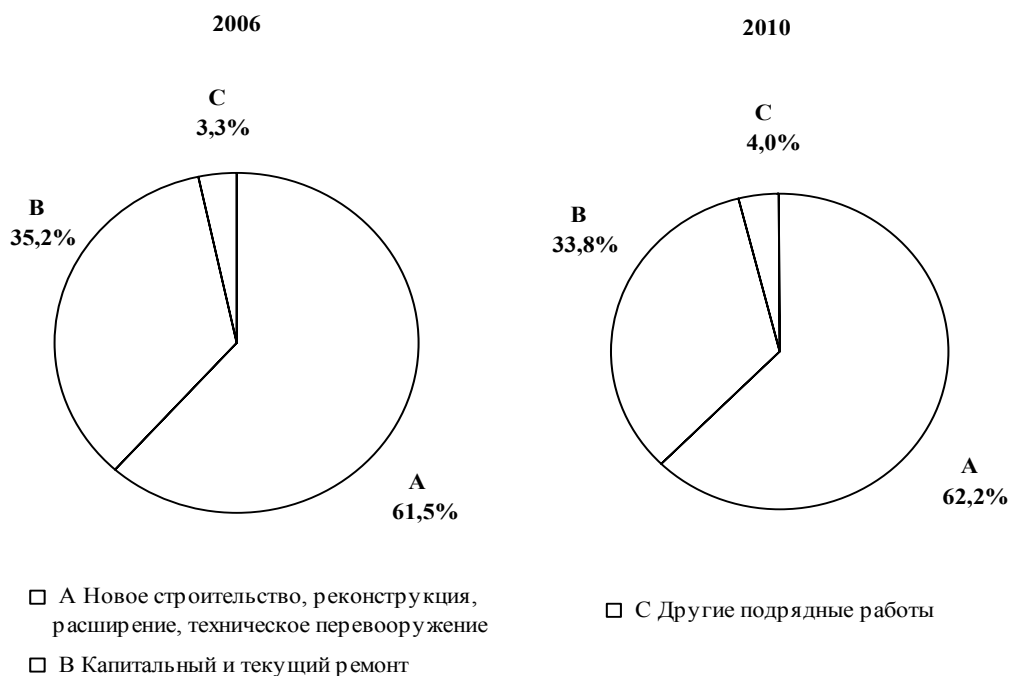 2006
C
3,3%
B
35,2%
A
61,5%
2010
C
4,0%
B
33,8%
A
62,2%
A Новое строительство, реконструкция,
расширение, техническое перевооружение
B Капитальный и текущий ремонт
C Другие подрядные работы